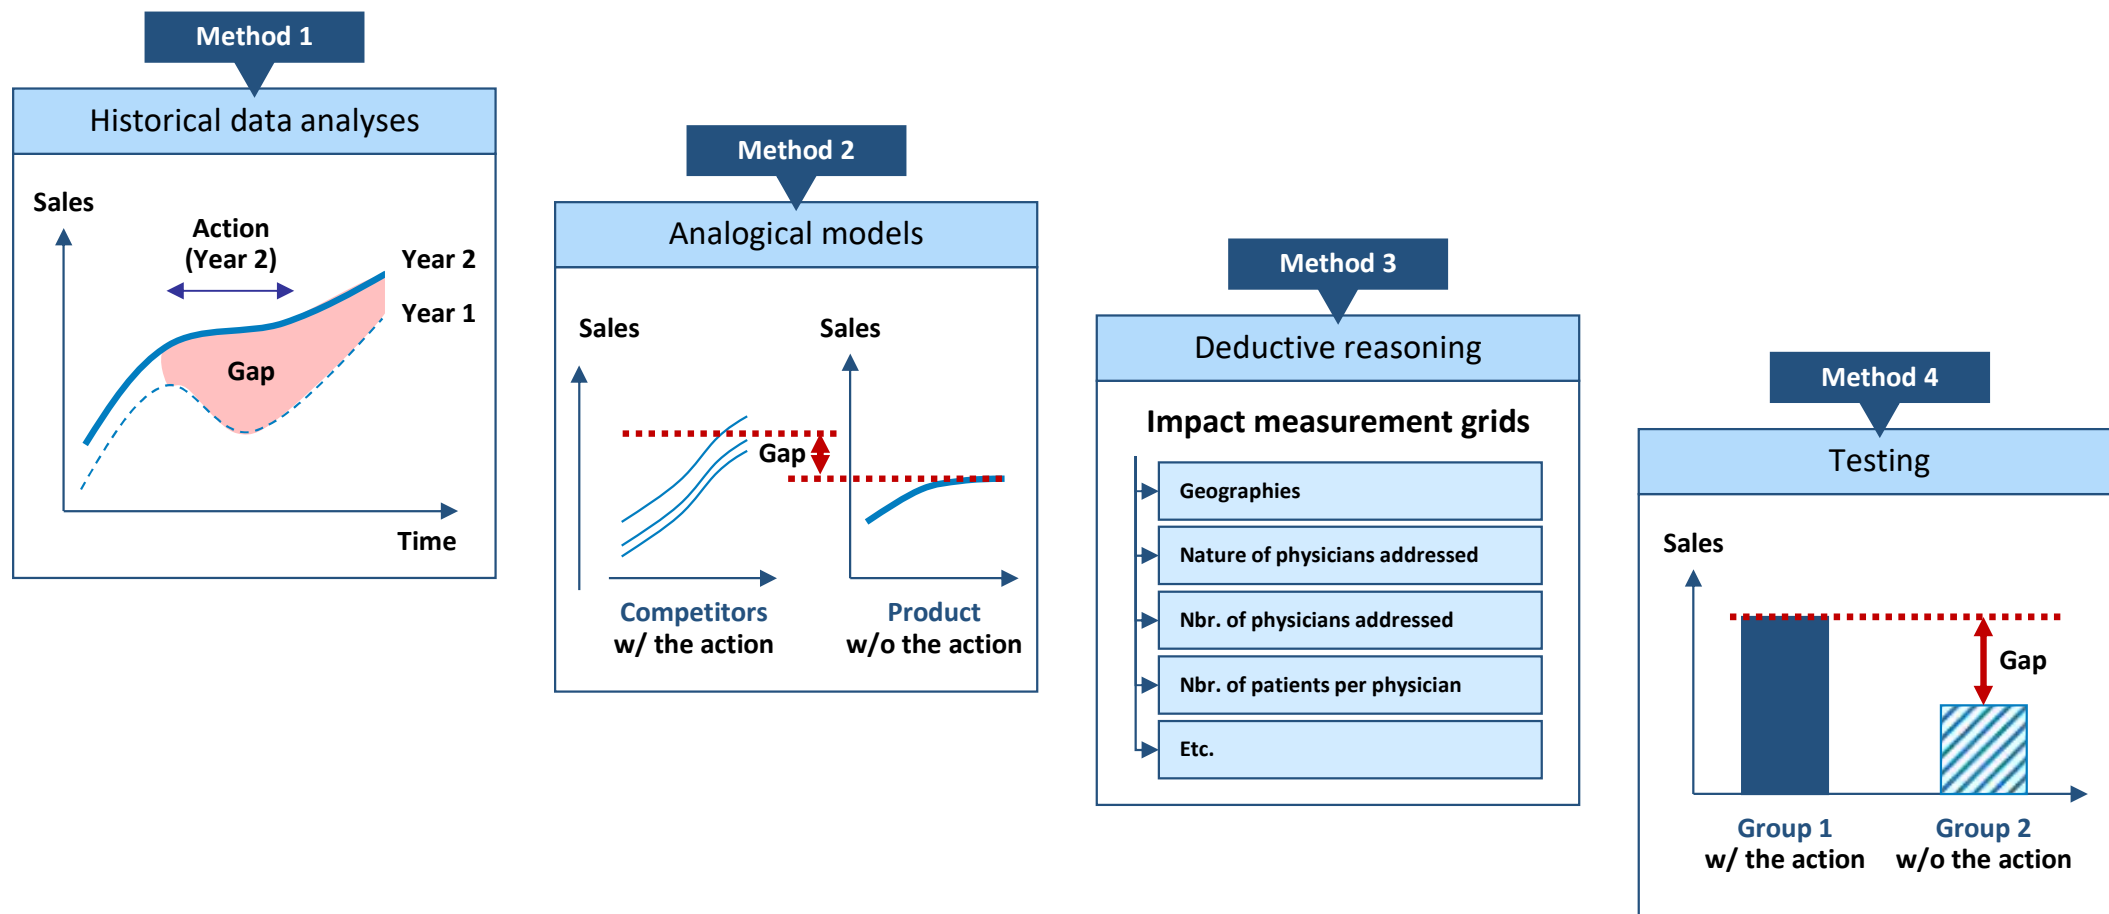 Method 1
Historical data analyses
Sales
Action
(Year 2)
Year 2
Year 1
Gap
Time
Method 2
Analogical models
Sales
Sales
Gap
Competitors
w/ the action
Product
w/o the action
Method 3
Deductive reasoning
Impact measurement grids
Geographies
Nature of physicians addressed
Nbr. of physicians addressed
Nbr. of patients per physician
Etc.
Method 4
Testing
Sales
Gap
Group 1
w/ the action
Group 2
w/o the action